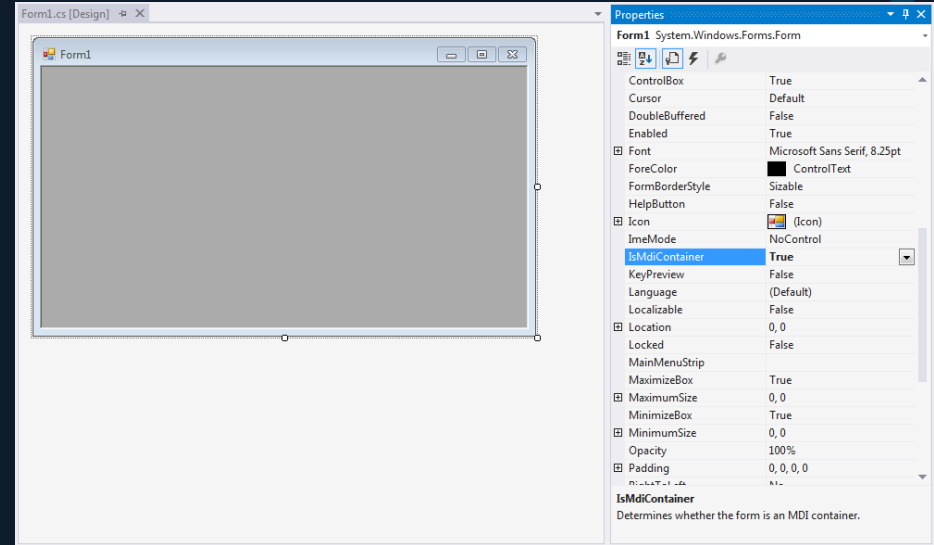 Form1.cs [Design]
Form1
Properties
Form1 System.Windows.Forms.Form
ControlBox True
Cursor Default
DoubleBuffered False
Enabled True
Font Microsoft Sans Serif, 8.25pt
ForeColor ControlText
FormBorderStyle Sizable
HelpButton False
Icon (Icon)
ImeMode NoControl
IsMdiContainer True
KeyPreview False
Language (Default)
Localizable False
Location 0, 0
Locked False
MainMenuStrip
MaximizeBox True
MaximumSize 0, 0
MinimizeBox True
MinimumSize 0, 0
Opacity 100%
Padding 0, 0, 0, 0
RightToLeft No
IsMdiContainer
Determines whether the form is an MDI container.